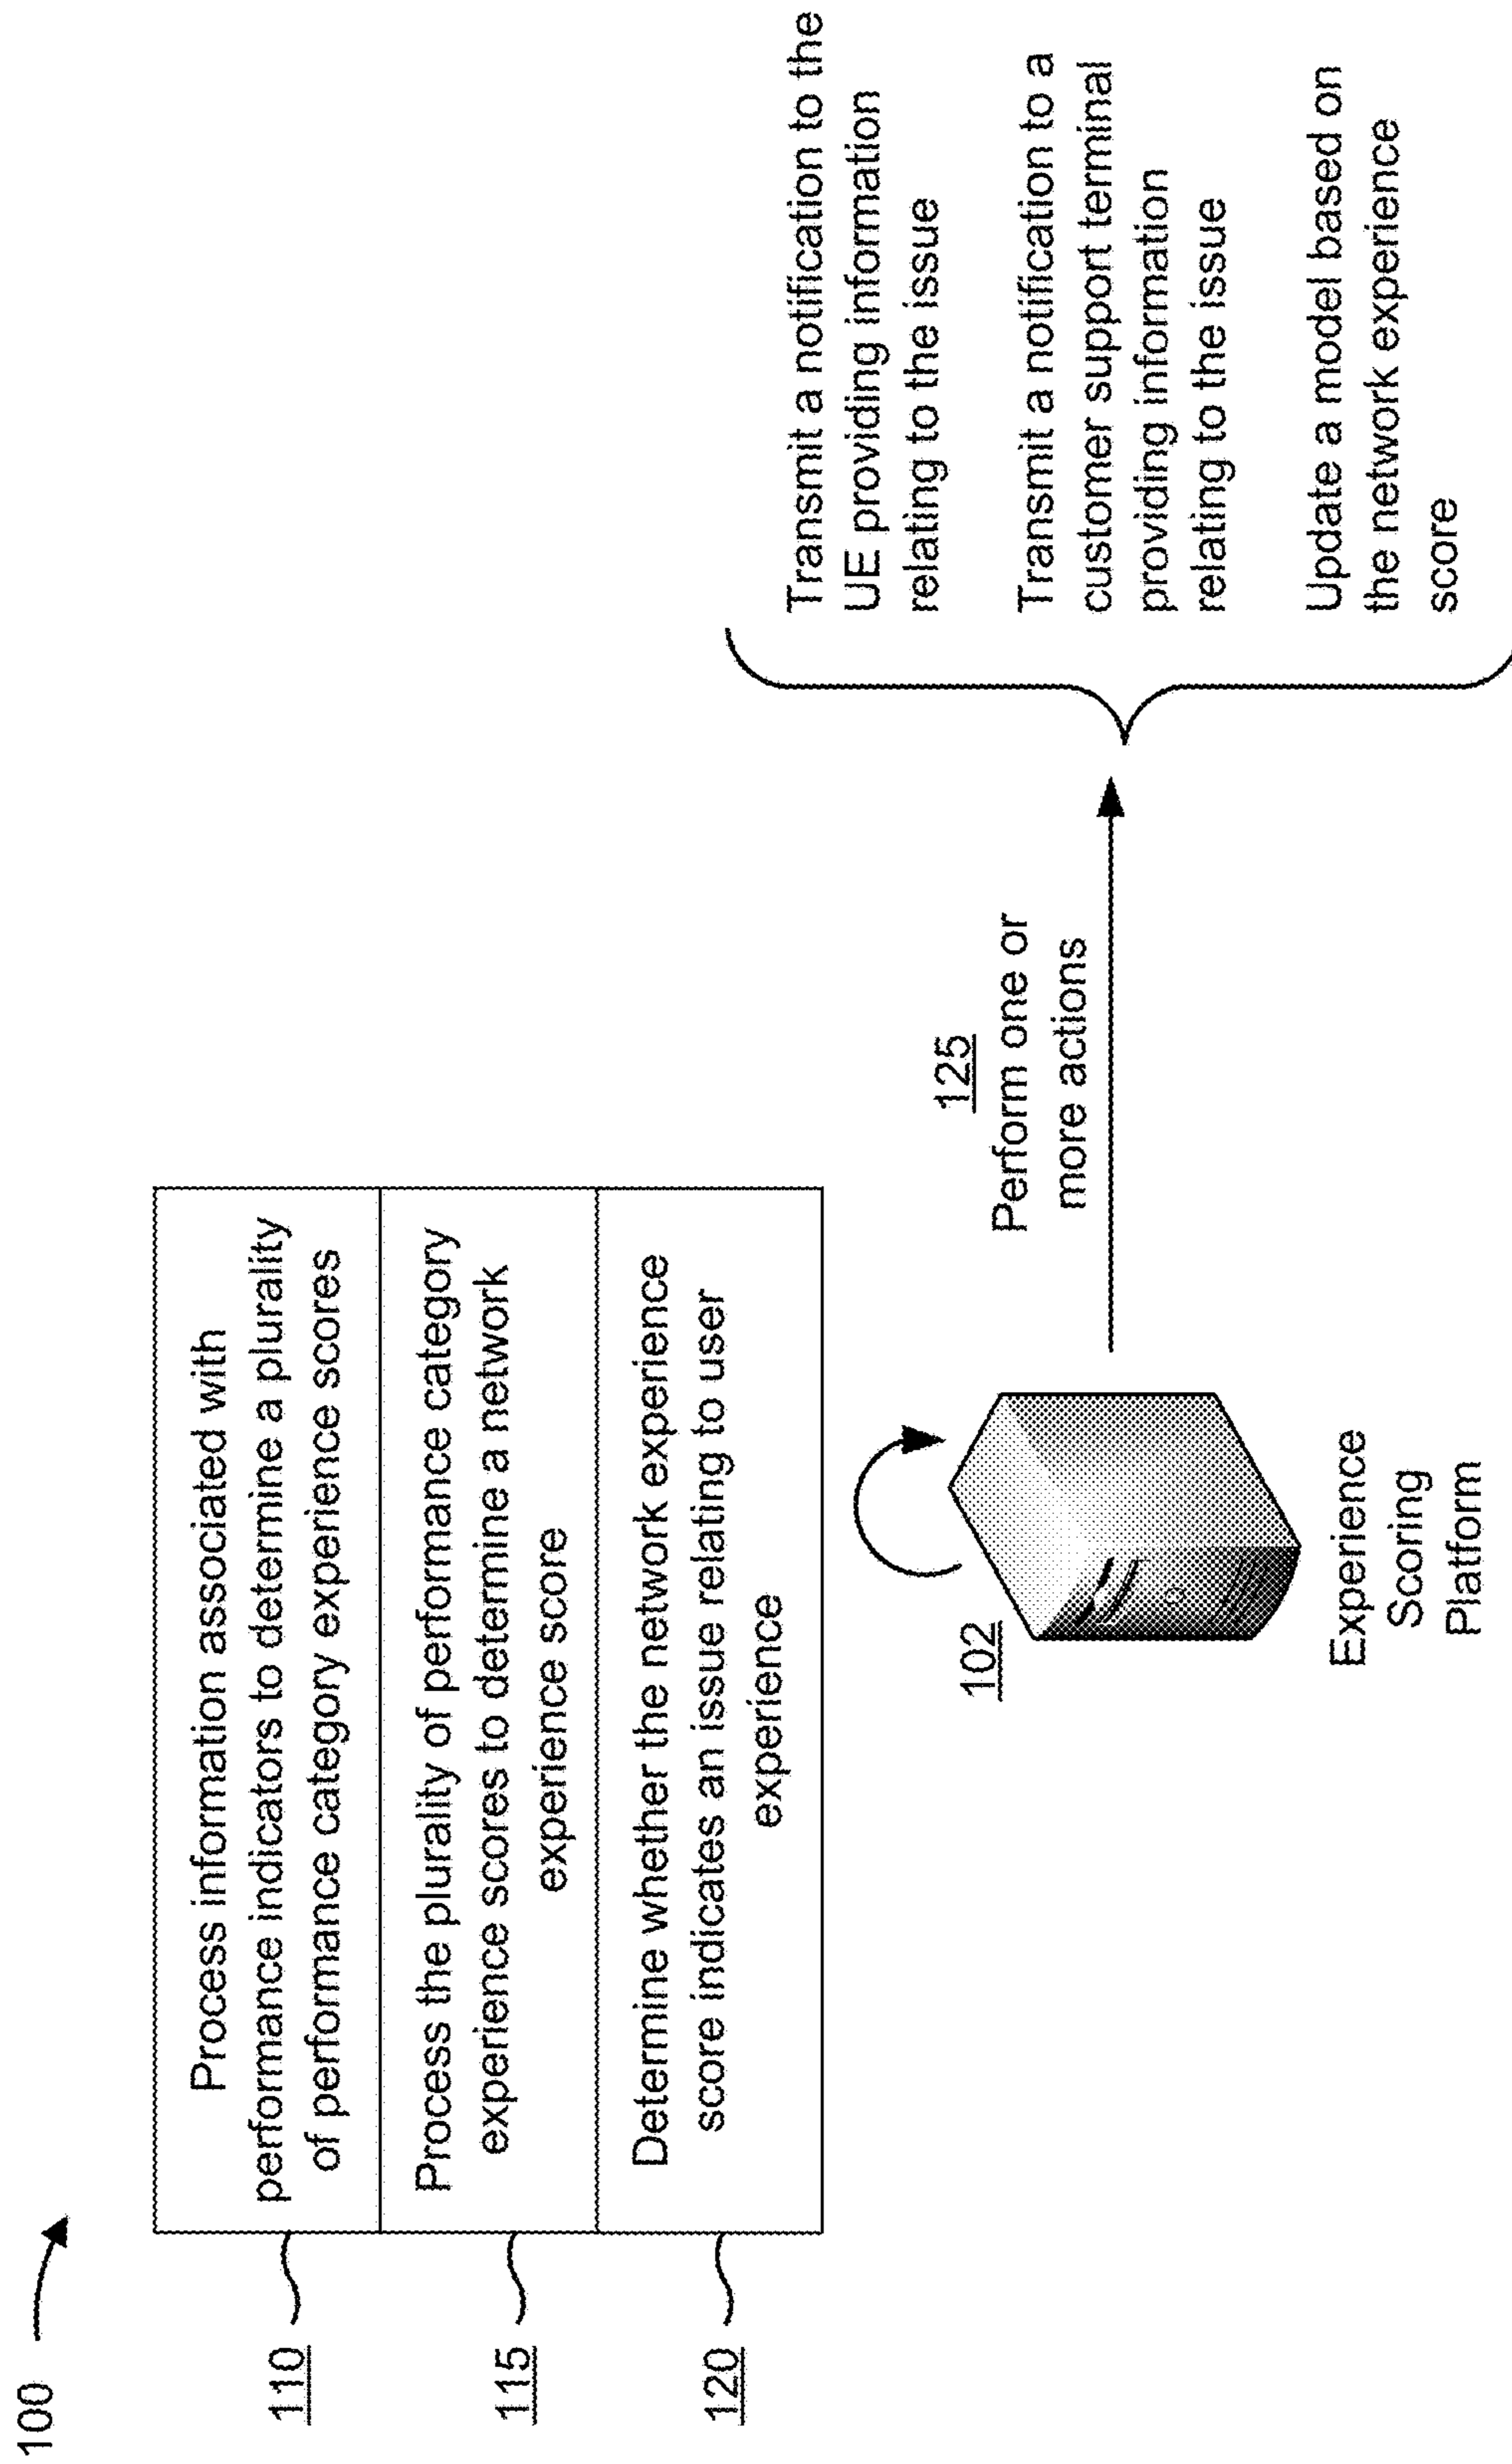 100
110
Process information associated with
performance indicators to determine a plurality
of performance category experience scores
115
Process the plurality of performance category
experience scores to determine a network
experience score
120
Determine whether the network experience
score indicates an issue relating to user
experience
102
Experience
Scoring
Platform
125
Perform one or
more actions
Transmit a notification to the
UE providing information
relating to the issue
Transmit a notification to a
customer support terminal
providing information
relating to the issue
Update a model based on
the network experience
score